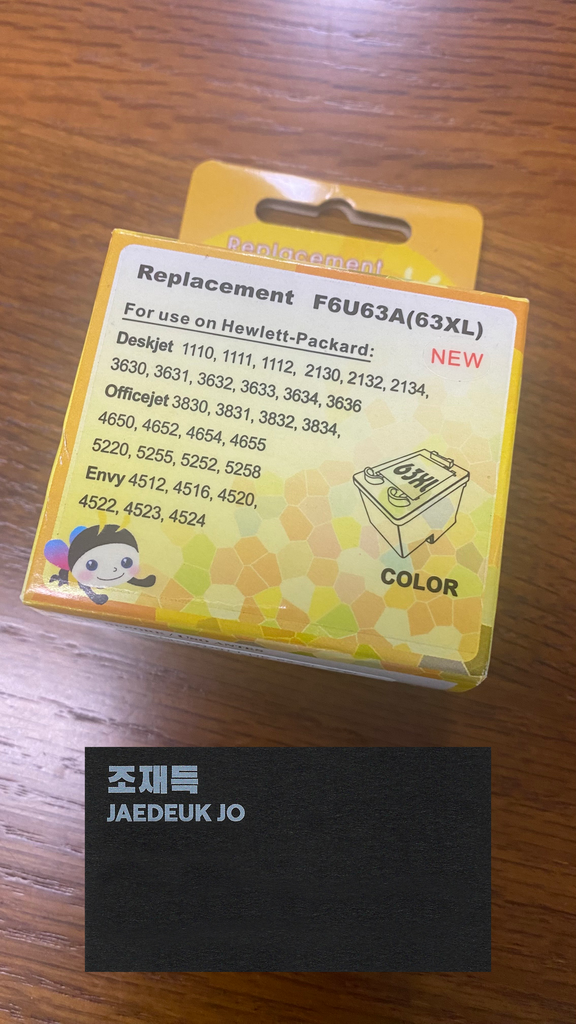 Replacement
Replacement F6U63A(63XL)
For use on Hewlett-Packard:
NEW
Deskjet 1110, 1111, 1112, 2130, 2132, 2134,
3630, 3631, 3632, 3633, 3634, 3636
Officejet 3830, 3831, 3832, 3834,
4650, 4652, 4654, 4655
5220, 5255, 5252, 5258
Envy 4512, 4516, 4520,
4522, 4523, 4524
63XL
COLOR
조재득
JAEDEUK JO